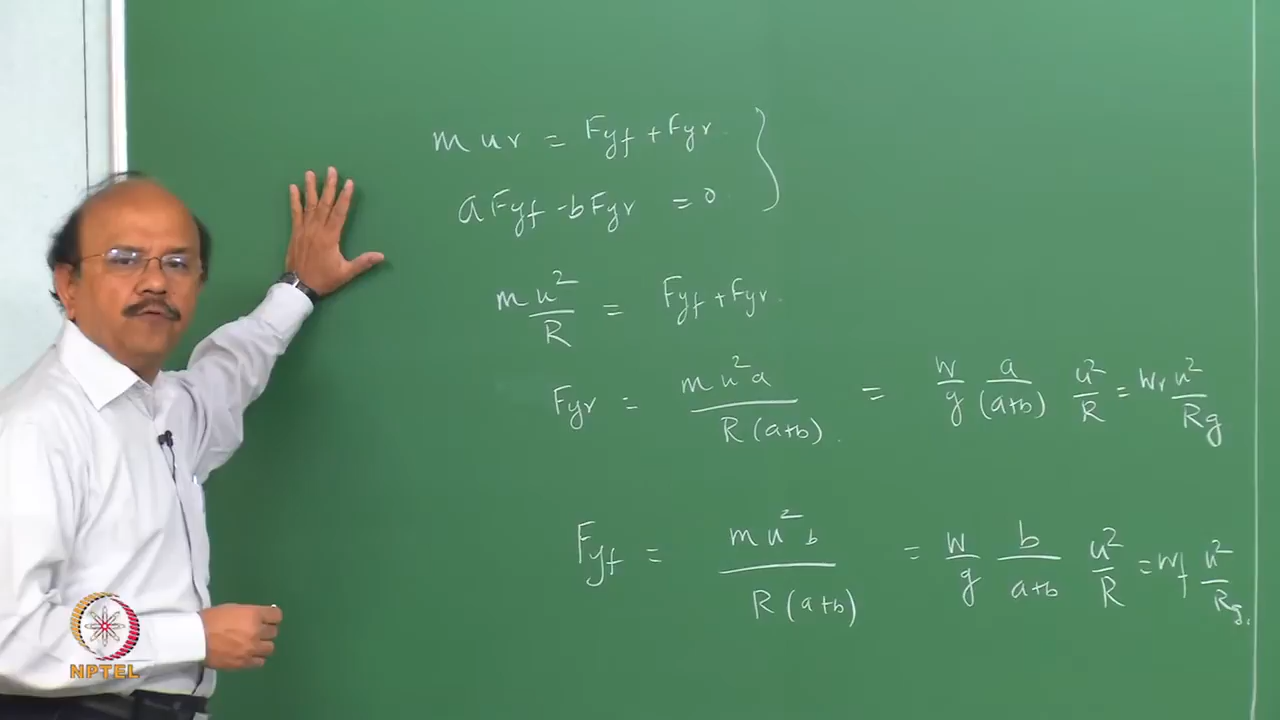 m u r = Fyf + Fyr
a Fyf - b Fyr = 0
m u²/R = Fyf + Fyr
Fyr = m u² a / R (a+b) = W/g a/(a+b) u²/R = Wr u²/Rg
Fyf = m u² b / R (a+b) = W/g b/a+b u²/R = Wf u²/Rg
NPTEL